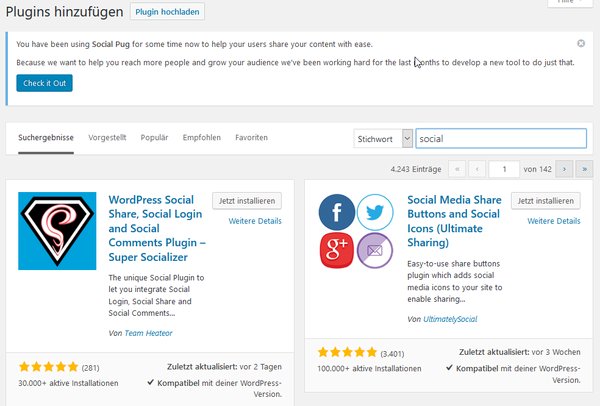 Plugins hinzufügen Plugin hochladen
You have been using Social Pug for some time now to help your users share your content with ease.
Because we want to help you reach more people and grow your audience we've been working hard for the last months to develop a new tool to do just that.
Check it Out
Suchergebnisse Vorgestellt Populär Empfohlen Favoriten Stichwort social
4.243 Einträge « ‹ 1 von 142 › »
WordPress Social
Share, Social Login
and Social
Comments Plugin –
Super Socializer
Jetzt installieren
Weitere Details
The unique Social Plugin to
let you integrate Social
Login, Social Share and
Social Comments...
Von Team Heateor
(281)
30.000+ aktive Installationen
Zuletzt aktualisiert: vor 2 Tagen
Kompatibel mit deiner WordPress-
Version.
f
g+
Social Media Share
Buttons and Social
Icons (Ultimate
Sharing)
Jetzt installieren
Weitere Details
Easy-to-use share buttons
plugin which adds social
media icons to your site to
enable sharing...
Von UltimatelySocial
(3.401)
100.000+ aktive Installationen
Zuletzt aktualisiert: vor 3 Wochen
Kompatibel mit deiner WordPress-
Version.